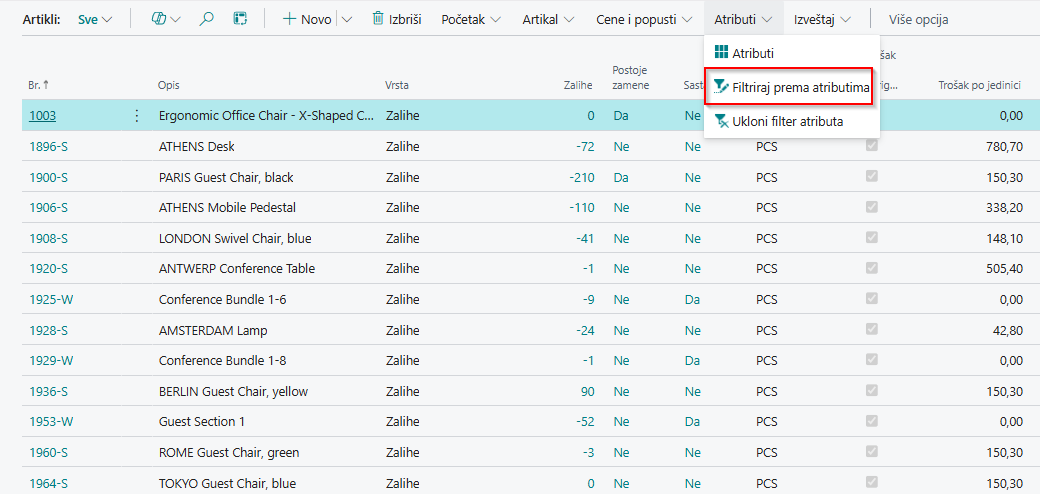 Artikli: Sve Novo Izbriši Početak Artikal Cene i popusti Atributi Izveštaj Više opcija
Atributi
Filtriraj prema atributima
Ukloni filter atributa
Br. ↑ Opis Vrsta Zalihe Postoje zamene Trošak po jedinici
1003 Ergonomic Office Chair - X-Shaped C... Zalihe 0 Da Ne 0,00
1896-S ATHENS Desk Zalihe -72 Ne Ne PCS 780,70
1900-S PARIS Guest Chair, black Zalihe -210 Da Ne PCS 150,30
1906-S ATHENS Mobile Pedestal Zalihe -110 Ne Ne PCS 338,20
1908-S LONDON Swivel Chair, blue Zalihe -41 Ne Ne PCS 148,10
1920-S ANTWERP Conference Table Zalihe -1 Ne Ne PCS 505,40
1925-W Conference Bundle 1-6 Zalihe -9 Ne Da PCS 0,00
1928-S AMSTERDAM Lamp Zalihe -24 Ne Ne PCS 42,80
1929-W Conference Bundle 1-8 Zalihe -1 Ne Da PCS 0,00
1936-S BERLIN Guest Chair, yellow Zalihe 90 Ne Ne PCS 150,30
1953-W Guest Section 1 Zalihe -52 Ne Da PCS 0,00
1960-S ROME Guest Chair, green Zalihe -3 Ne Ne PCS 150,30
1964-S TOKYO Guest Chair, blue Zalihe 0 Ne Ne PCS 150,30